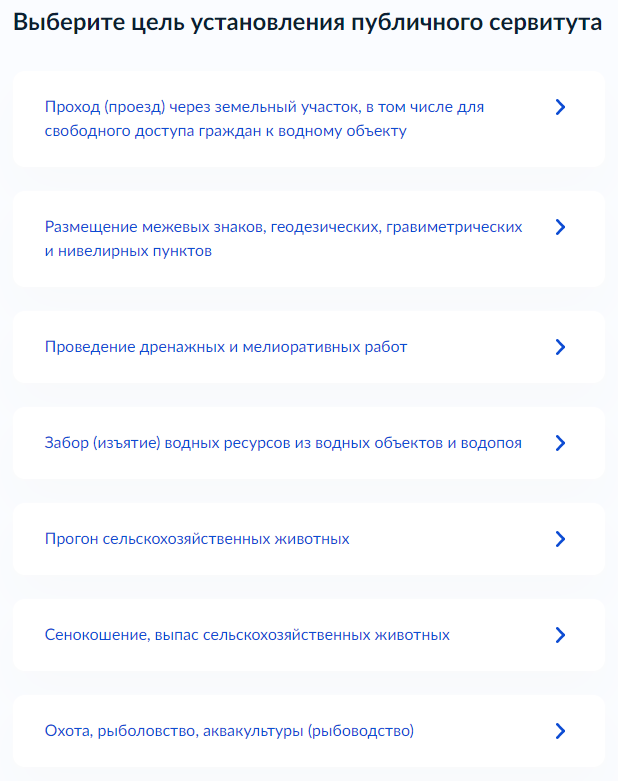 Выберите цель установления публичного сервитута
Проход (проезд) через земельный участок, в том числе для
свободного доступа граждан к водному объекту
Размещение межевых знаков, геодезических, гравиметрических
и нивелирных пунктов
Проведение дренажных и мелиоративных работ
Забор (изъятие) водных ресурсов из водных объектов и водопоя
Прогон сельскохозяйственных животных
Сенокошение, выпас сельскохозяйственных животных
Охота, рыболовство, аквакультуры (рыбоводство)